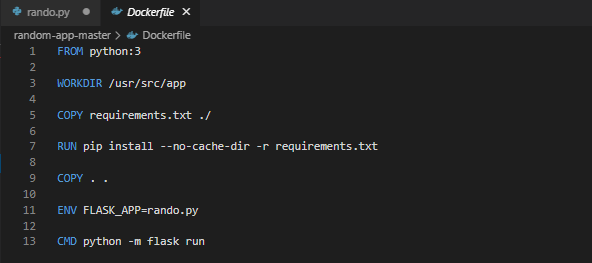 rando.py Dockerfile
random-app-master > Dockerfile
1 FROM python:3
2
3 WORKDIR /usr/src/app
4
5 COPY requirements.txt ./
6
7 RUN pip install --no-cache-dir -r requirements.txt
8
9 COPY . .
10
11 ENV FLASK_APP=rando.py
12
13 CMD python -m flask run